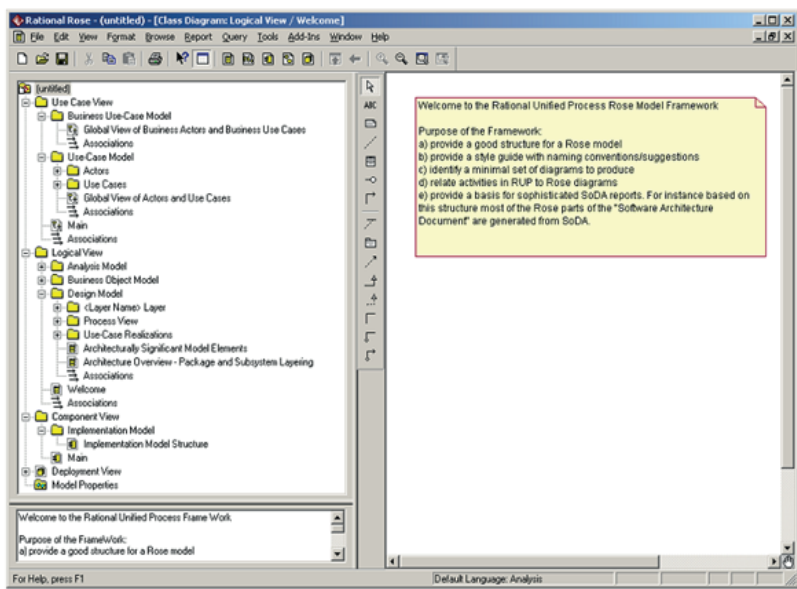 Rational Rose - (untitled) - [Class Diagram: Logical View / Welcome]
File Edit View Format Browse Report Query Tools Add-Ins Window Help
(untitled)
Use Case View
Business Use-Case Model
Global View of Business Actors and Business Use Cases
Associations
Use-Case Model
Actors
Use Cases
Global View of Actors and Use Cases
Associations
Main
Associations
Logical View
Analysis Model
Business Object Model
Design Model
<Layer Name> Layer
Process View
Use-Case Realizations
Architecturally Significant Model Elements
Architecture Overview - Package and Subsystem Layering
Associations
Welcome
Associations
Component View
Implementation Model
Implementation Model Structure
Main
Deployment View
Model Properties
Welcome to the Rational Unified Process Frame Work.
Purpose of the FrameWork:
a) provide a good structure for a Rose model
ABC
Welcome to the Rational Unified Process Rose Model Framework
Purpose of the Framework:
a) provide a good structure for a Rose model
b) provide a style guide with naming conventions/suggestions
c) identify a minimal set of diagrams to produce
d) relate activities in RUP to Rose diagrams
e) provide a basis for sophisticated SoDA reports. For instance based on
this structure most of the Rose parts of the "Software Architecture
Document" are generated from SoDA.
For Help, press F1
Default Language: Analysis